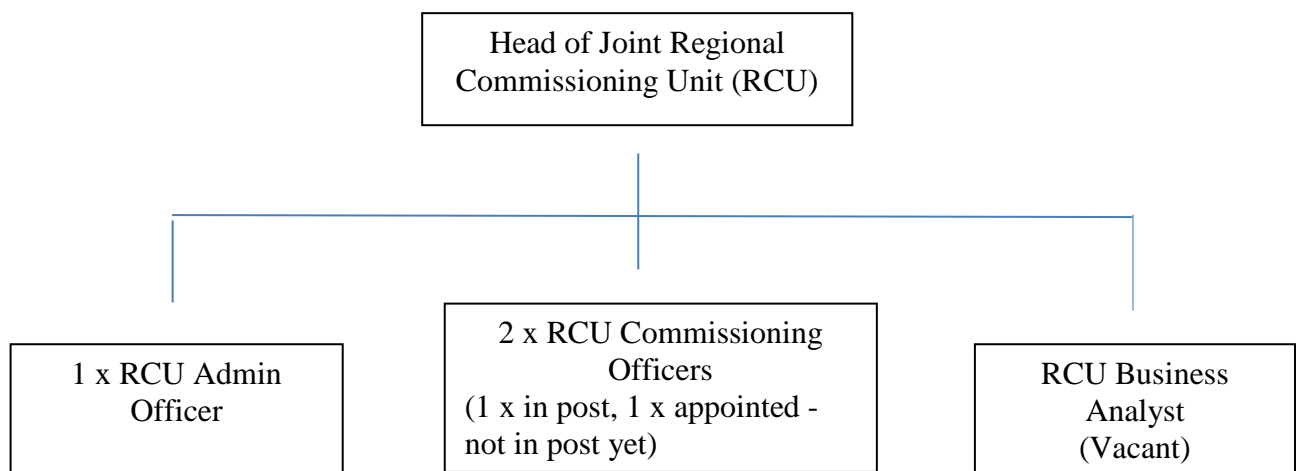 Head of Joint Regional
Commissioning Unit (RCU)
1 x RCU Admin
Officer
2 x RCU Commissioning
Officers
(1 x in post, 1 x appointed -
not in post yet)
RCU Business
Analyst
(Vacant)